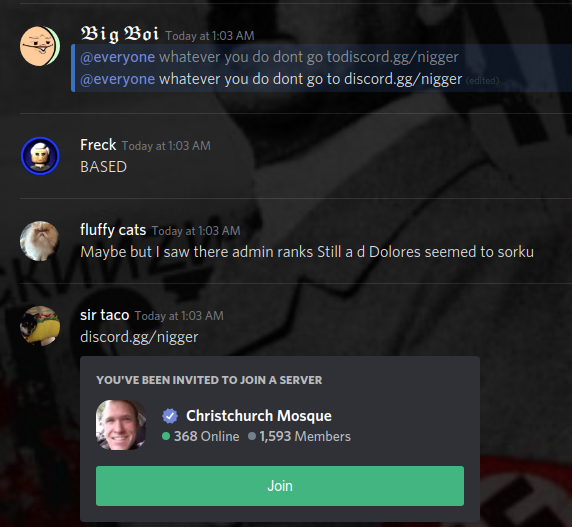 𝕭𝖎𝖌 𝕭𝖔𝖎 Today at 1:03 AM
@everyone whatever you do dont go todiscord.gg/nigger
@everyone whatever you do dont go to discord.gg/nigger (edited)
Freck Today at 1:03 AM
BASED
fluffy cats Today at 1:03 AM
Maybe but I saw there admin ranks Still a d Dolores seemed to sorku
sir taco Today at 1:03 AM
discord.gg/nigger
YOU'VE BEEN INVITED TO JOIN A SERVER
Christchurch Mosque
368 Online 1,593 Members
Join